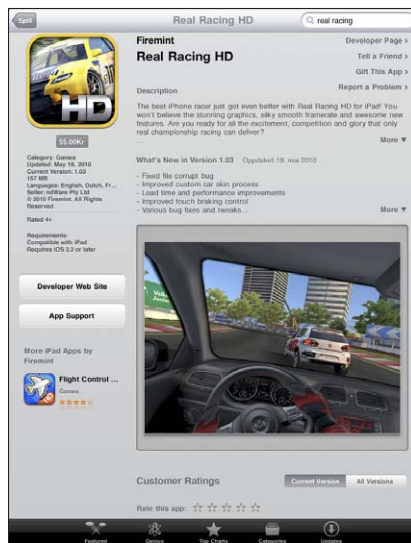 Spill
Real Racing HD
real racing
HD
55.00Kr
Category: Games
Updated: May 18, 2010
Current Version: 1.03
157 MB
Languages: English, Dutch, Fr...
Seller: ndWare Pty Ltd
© 2010 Firemint. All Rights
Reserved
Rated 4+
Requirements:
Compatible with iPad
Requires iOS 3.2 or later
Developer Web Site
App Support
More iPad Apps by
Firemint
Flight Control ...
Games
Firemint
Real Racing HD
Developer Page ›
Tell a Friend ›
Gift This App ›
Report a Problem ›
Description
The best iPhone racer just got even better with Real Racing HD for iPad! You
won't believe the stunning graphics, silky smooth framerate and awesome new
features. Are you ready for all the excitement, competition and glory that only
real championship racing can deliver?
...
More ▼
What's New in Version 1.03 Oppdatert 18. mai 2010
- Fixed file corrupt bug
- Improved custom car skin process
- Load time and performance improvements
- Improved touch braking control
- Various bug fixes and tweaks...
More ▼
Customer Ratings
Current Version
All Versions
Rate this app:
Featured
Genius
Top Charts
Categories
Updates